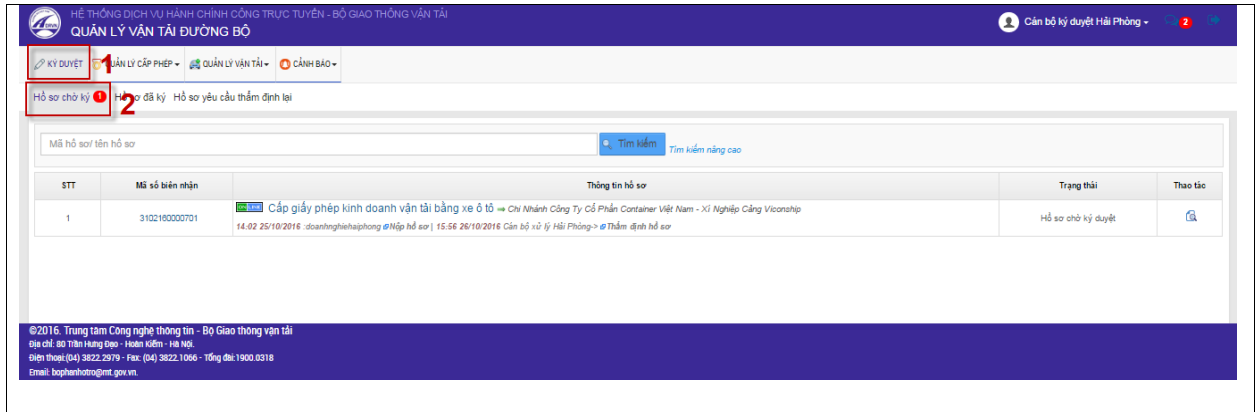 HỆ THỐNG DỊCH VỤ HÀNH CHÍNH CÔNG TRỰC TUYẾN - BỘ GIAO THÔNG VẬN TẢI
QUẢN LÝ VẬN TẢI ĐƯỜNG BỘ
Cán bộ ký duyệt Hải Phòng
2
KÝ DUYỆT
1
QUẢN LÝ CẤP PHÉP
QUẢN LÝ VẬN TẢI
CẢNH BÁO
Hồ sơ chờ ký 1
2
Hồ sơ đã ký
Hồ sơ yêu cầu thẩm định lại
Mã hồ sơ/ tên hồ sơ
Tìm kiếm
Tìm kiếm nâng cao
STT Mã số biên nhận Thông tin hồ sơ Trạng thái Thao tác
1 3102160000701 Cấp giấy phép kinh doanh vận tải bằng xe ô tô ⇒ Chi Nhánh Công Ty Cổ Phần Container Việt Nam - Xí Nghiệp Cảng Viconship Hồ sơ chờ ký duyệt
14:02 25/10/2016 :doanhnghiehaiphong Nộp hồ sơ | 15:56 26/10/2016 Cán bộ xử lý Hải Phòng-> Thẩm định hồ sơ
©2016. Trung tâm Công nghệ thông tin - Bộ Giao thông vận tải
Địa chỉ: 80 Trần Hưng Đạo - Hoàn Kiếm - Hà Nội.
Điện thoại:(04) 3822.2979 - Fax: (04) 3822.1066 - Tổng đài:1900.0318
Email: bophanhotro@mt.gov.vn.